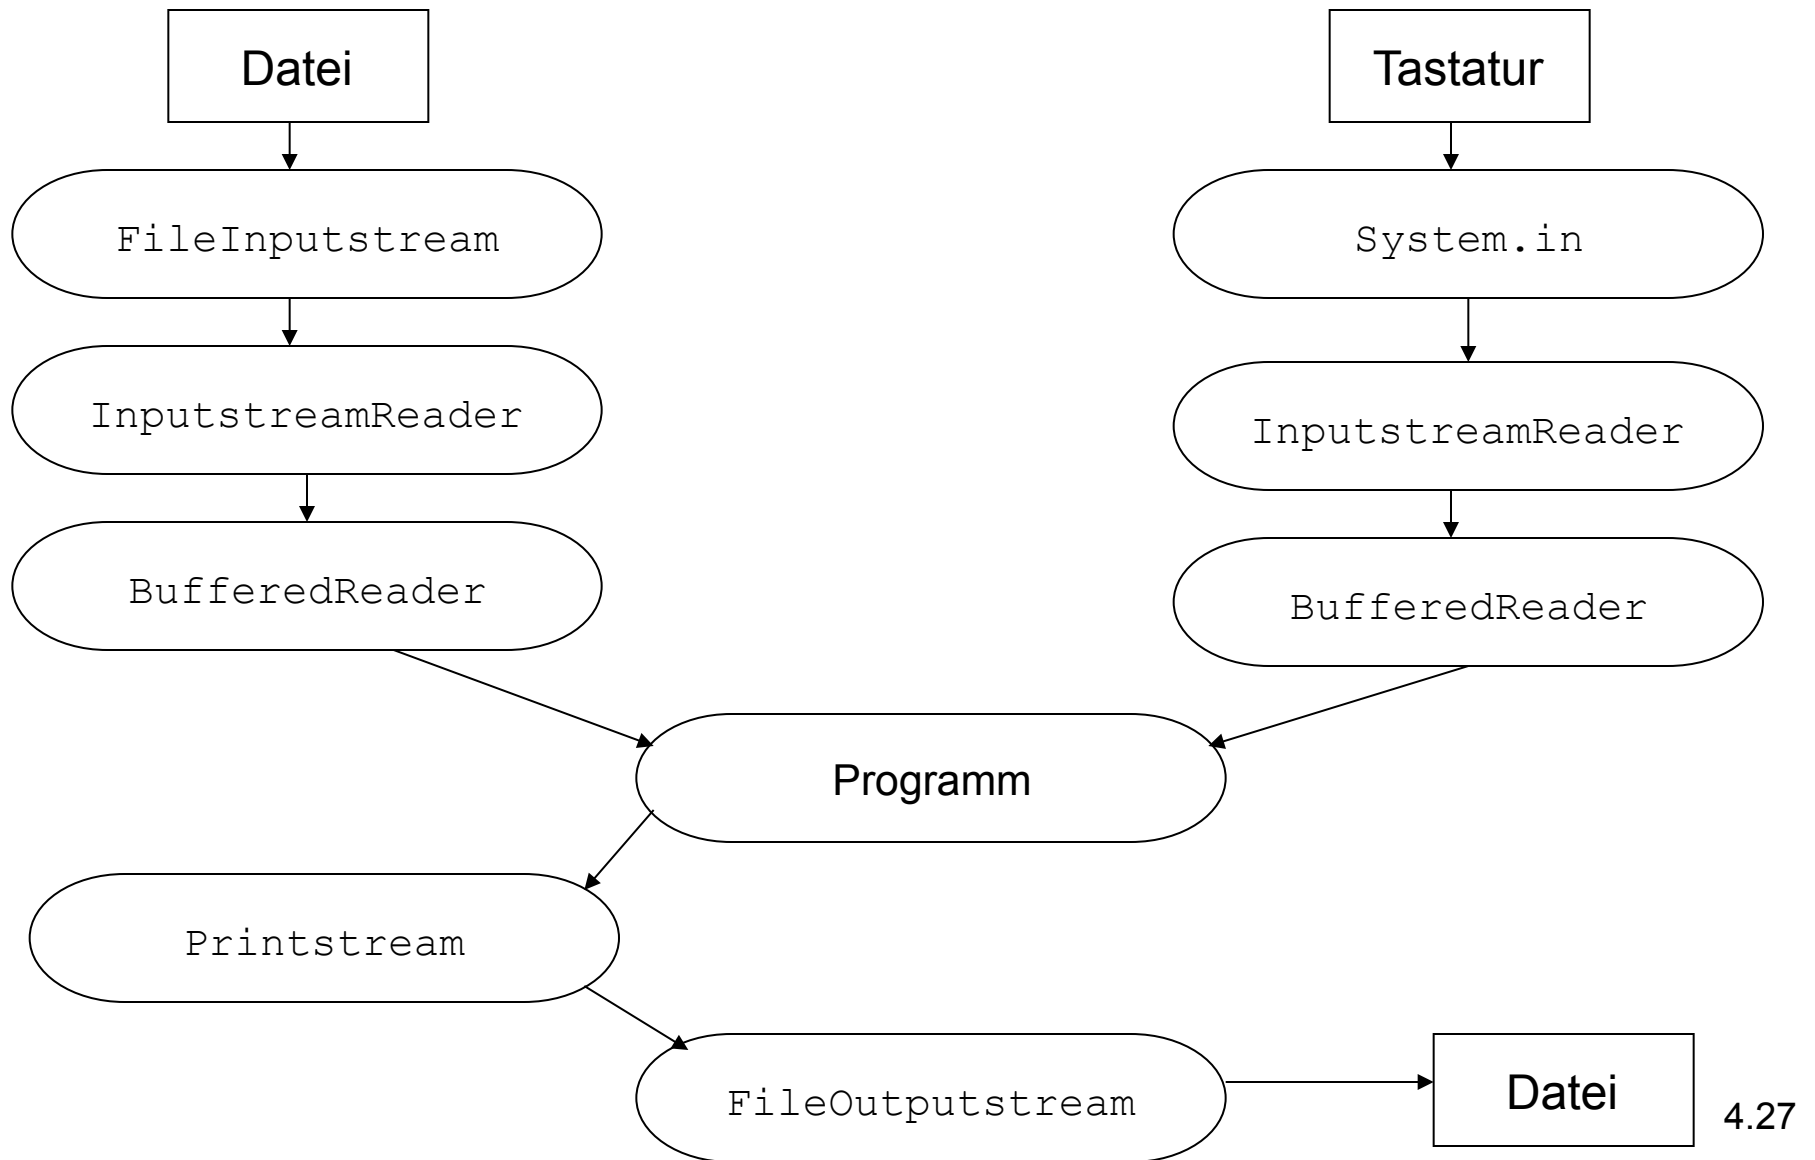 Datei
Tastatur
FileInputstream
System.in
InputstreamReader
InputstreamReader
BufferedReader
BufferedReader
Programm
Printstream
FileOutputstream
Datei
4.27